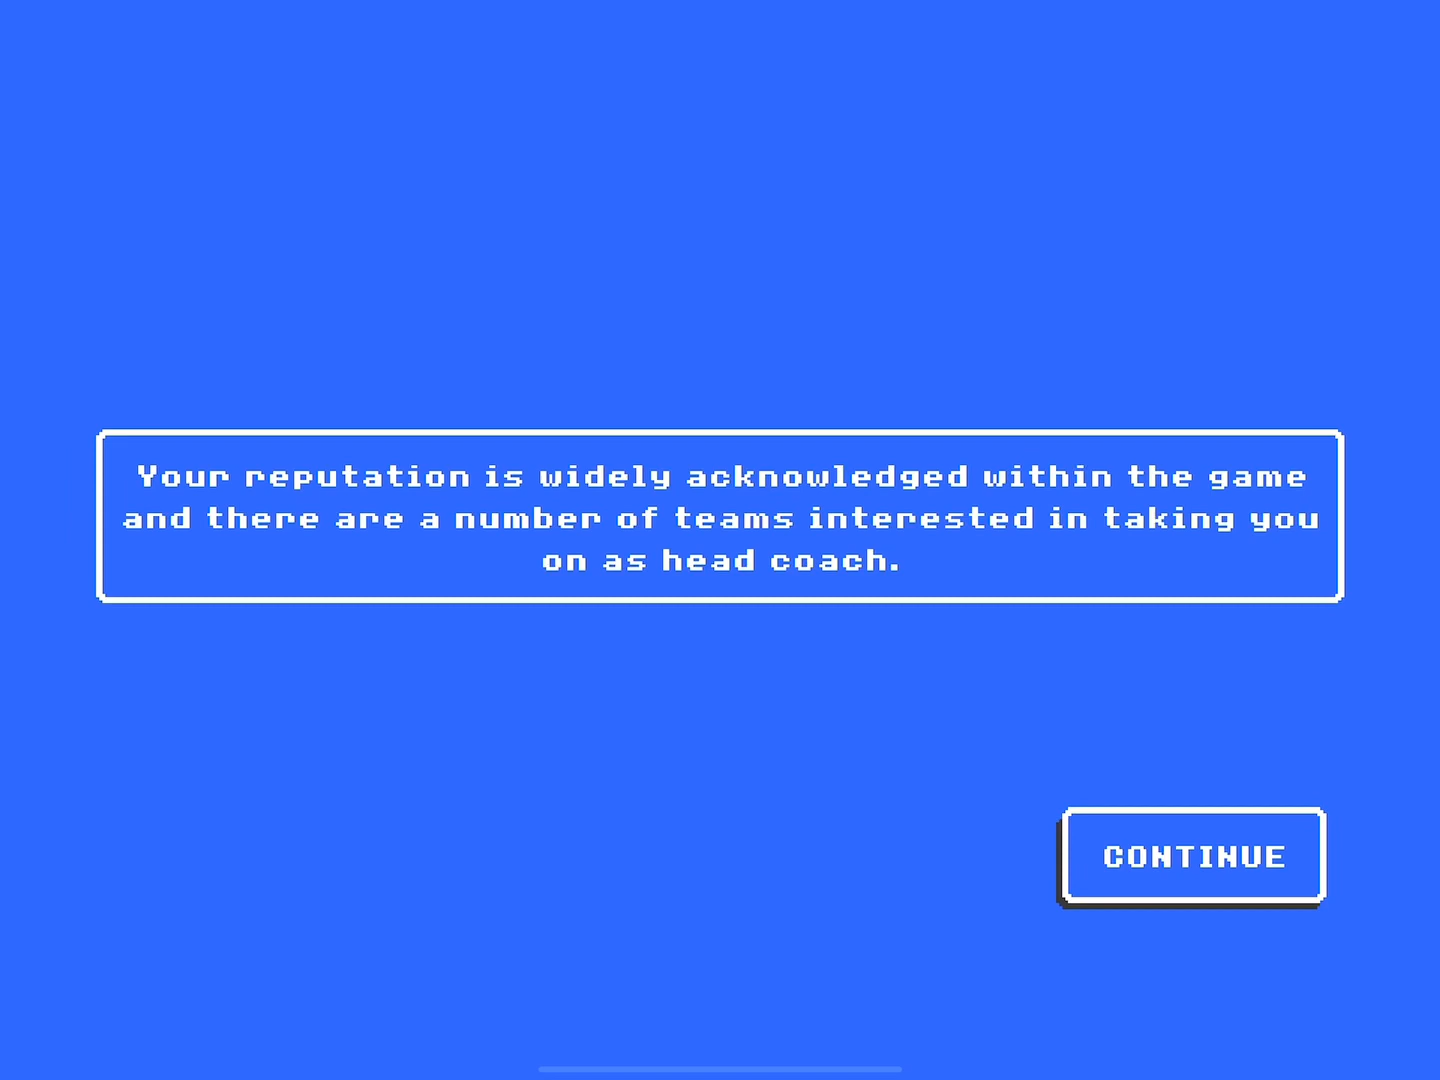 Your reputation is widely acknowledged within the game
and there are a number of teams interested in taking you
on as head coach.
CONTINUE